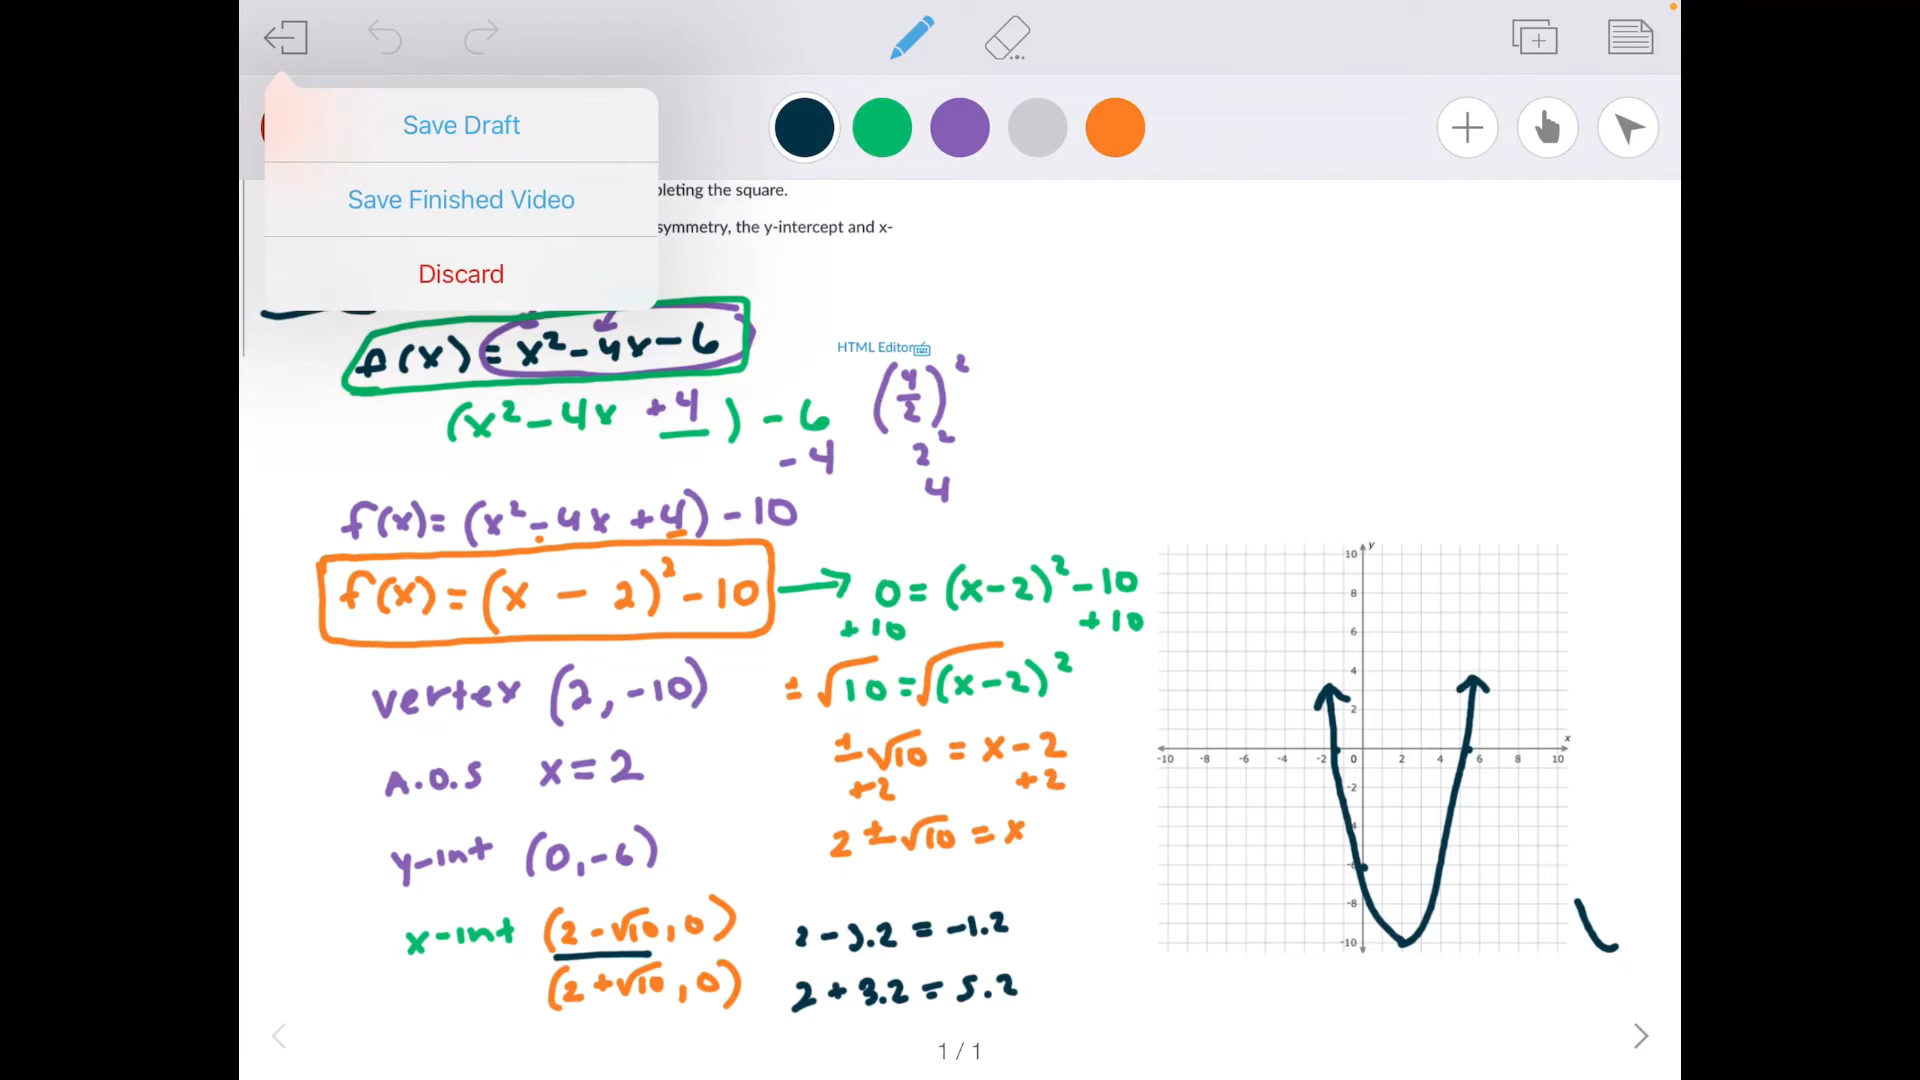 Save Draft
Save Finished Video
Discard
pleting the square.
symmetry, the y-intercept and x-
f(x) = x² - 4x - 6
HTML Editor
(4/2)²
(x² - 4x + 4) - 6
- 4
2²
4
f(x) = (x² - 4x + 4) - 10
f(x) = (x - 2)² - 10
0 = (x-2)² - 10
+10 +10
vertex (2, -10)
± √10 = √(x-2)²
A.O.S x = 2
± √10 = x - 2
+2 +2
2 ± √10 = x
y-int (0, -6)
x-int (2 - √10, 0)
(2 + √10, 0)
2 - 3.2 = -1.2
2 + 3.2 = 5.2
y
10
8
6
4
2
x
-10 -8 -6 -4 -2 0 2 4 6 8 10
-2
4
-6
-8
-10
1 / 1